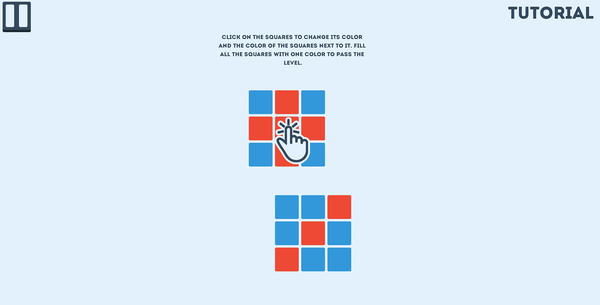 TUTORIAL
CLICK ON THE SQUARES TO CHANGE ITS COLOR
AND THE COLOR OF THE SQUARES NEXT TO IT. FILL
ALL THE SQUARES WITH ONE COLOR TO PASS THE
LEVEL.